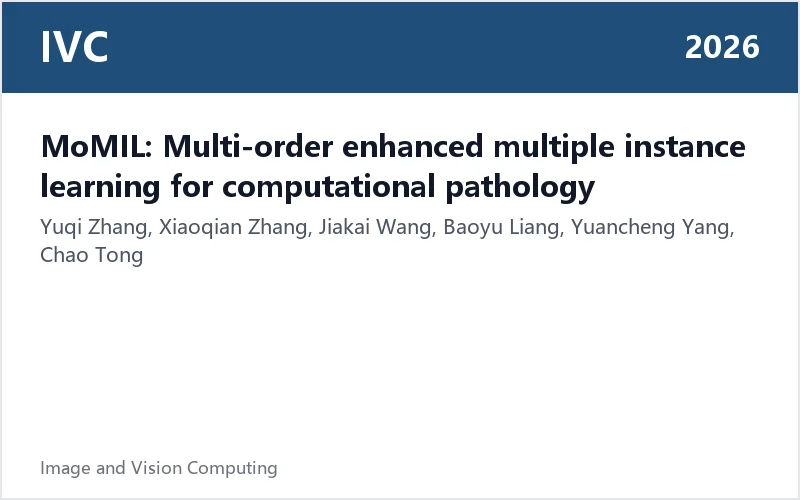 IVC
2026
MoMIL: Multi-order enhanced multiple instance
learning for computational pathology
Yuqi Zhang, Xiaoqian Zhang, Jiakai Wang, Baoyu Liang, Yuancheng Yang,
Chao Tong
Image and Vision Computing